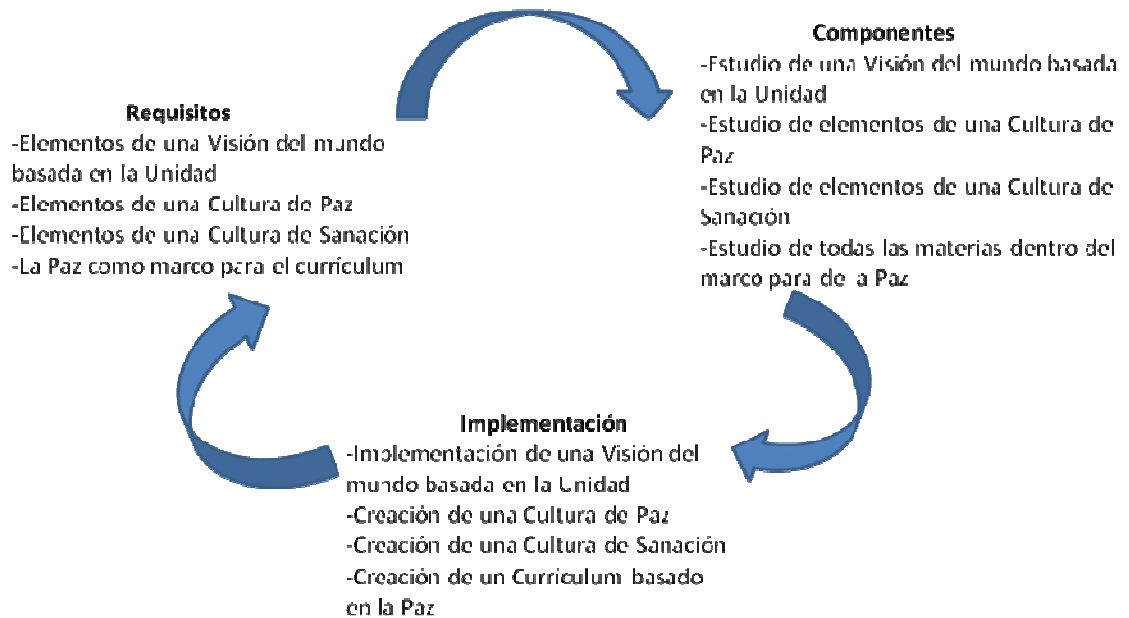 Requisitos
-Elementos de una Visión del mundo
basada en la Unidad
-Elementos de una Cultura de Paz
-Elementos de una Cultura de Sanación
-La Paz como marco para el currículum
Componentes
-Estudio de una Visión del mundo basada
en la Unidad
-Estudio de elementos de una Cultura de
Paz
-Estudio de elementos de una Cultura de
Sanación
-Estudio de todas las materias dentro del
marco para de la Paz
Implementación
-Implementación de una Visión del
mundo basada en la Unidad
-Creación de una Cultura de Paz
-Creación de una Cultura de Sanación
-Creación de un Curriculum basado
en la Paz